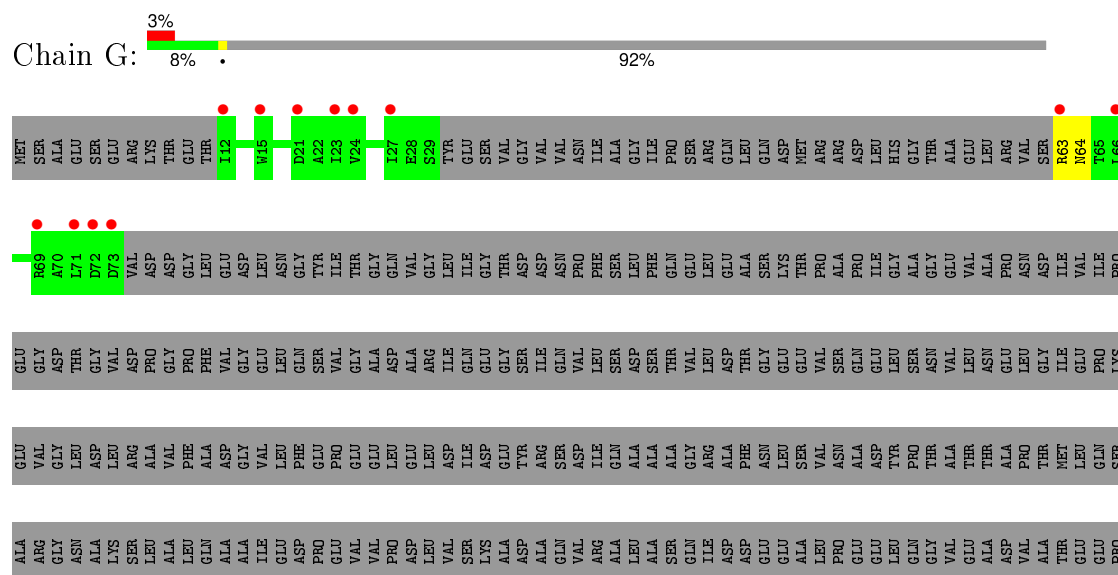 3%
Chain G:
8% • 92%
MET SER ALA GLU SER GLU ARG LYS THR GLU THR I12 W15 D21 A22 I23 V24 I27 E28 S29 TYR GLU SER VAL GLY VAL VAL ASN ILE ALA GLY ILE PRO SER ARG GLN LEU GLN ASP MET ARG ARG ASP LEU HIS GLY THR ALA GLU LEU ARG VAL SER R63 N64 T65 L66
R69 A70 L71 D72 D73 VAL ASP ASP GLY LEU GLU ASP LEU ASN GLY TYR ILE THR GLY GLN VAL GLY LEU ILE GLY THR ASP ASP ASN PRO PHE SER LEU PHE GLN GLU LEU GLU ALA SER LYS THR PRO ALA PRO ILE GLY ALA GLY GLU VAL ALA PRO ASN ASP ILE VAL ILE PRO
GLU GLY ASP THR GLY VAL ASP PRO GLY PRO PHE VAL GLY GLU LEU GLN SER VAL GLY ALA ASP ALA ARG ILE GLN GLU GLY SER ILE GLN VAL LEU SER ASP SER THR VAL LEU ASP THR GLY GLU GLU VAL SER GLN GLU LEU SER ASN VAL LEU ASN GLU LEU GLY ILE GLU PRO LYS
GLU VAL GLY LEU ASP LEU ARG ALA VAL PHE ALA ASP GLY VAL LEU PHE GLU PRO GLU GLU LEU GLU LEU ASP ILE ASP GLU TYR ARG SER ASP ILE GLN ALA ALA ALA GLY ARG ALA PHE ASN LEU SER VAL ASN ALA ASP TYR PRO THR ALA THR THR ALA PRO THR MET LEU GLN SER
ALA ARG GLY ASN ALA LYS SER LEU ALA LEU GLN ALA ALA ILE GLU ASP PRO GLU VAL VAL PRO ASP LEU VAL SER LYS ALA ASP ALA GLN VAL ARG ALA LEU ALA SER GLN ILE ASP ASP GLU GLU ALA LEU PRO GLU GLU LEU GLN GLY VAL GLU ALA ASP VAL ALA THR GLU GLU PRO